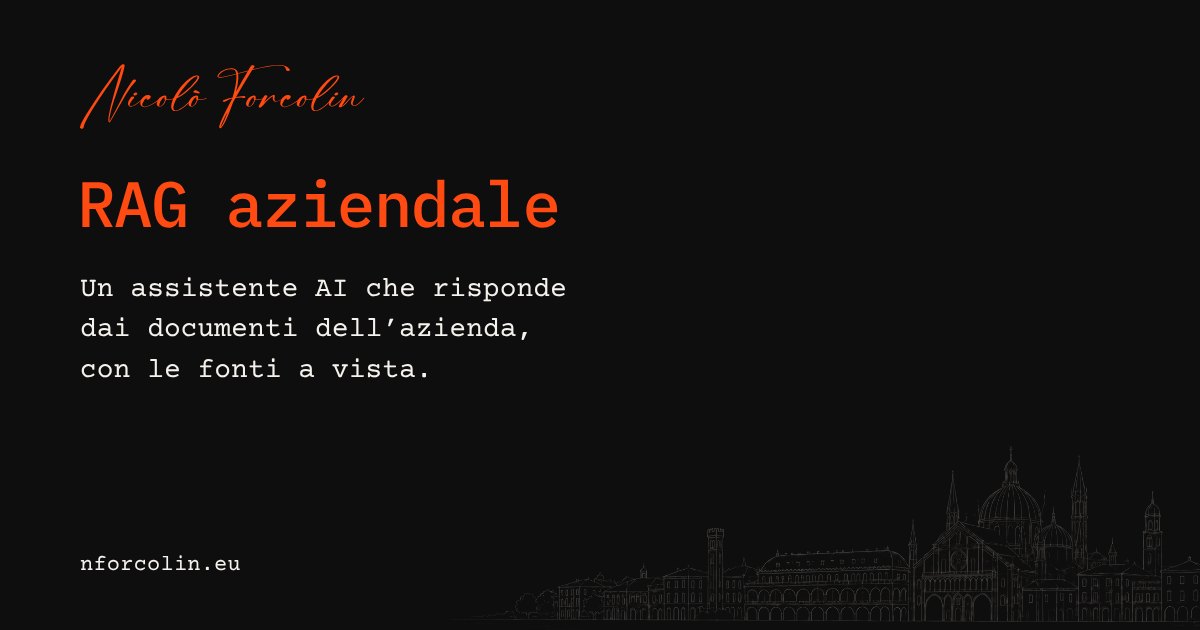 Nicolò Forcolin
RAG aziendale
Un assistente AI che risponde
dai documenti dell’azienda,
con le fonti a vista.
nforcolin.eu